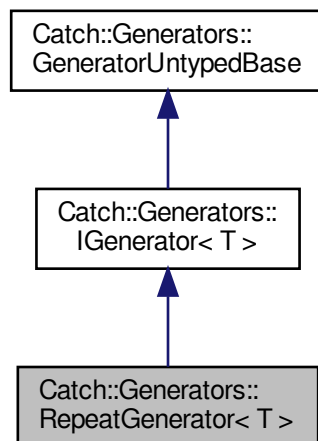 Catch::Generators::
GeneratorUntypedBase
Catch::Generators::
IGenerator< T >
Catch::Generators::
RepeatGenerator< T >